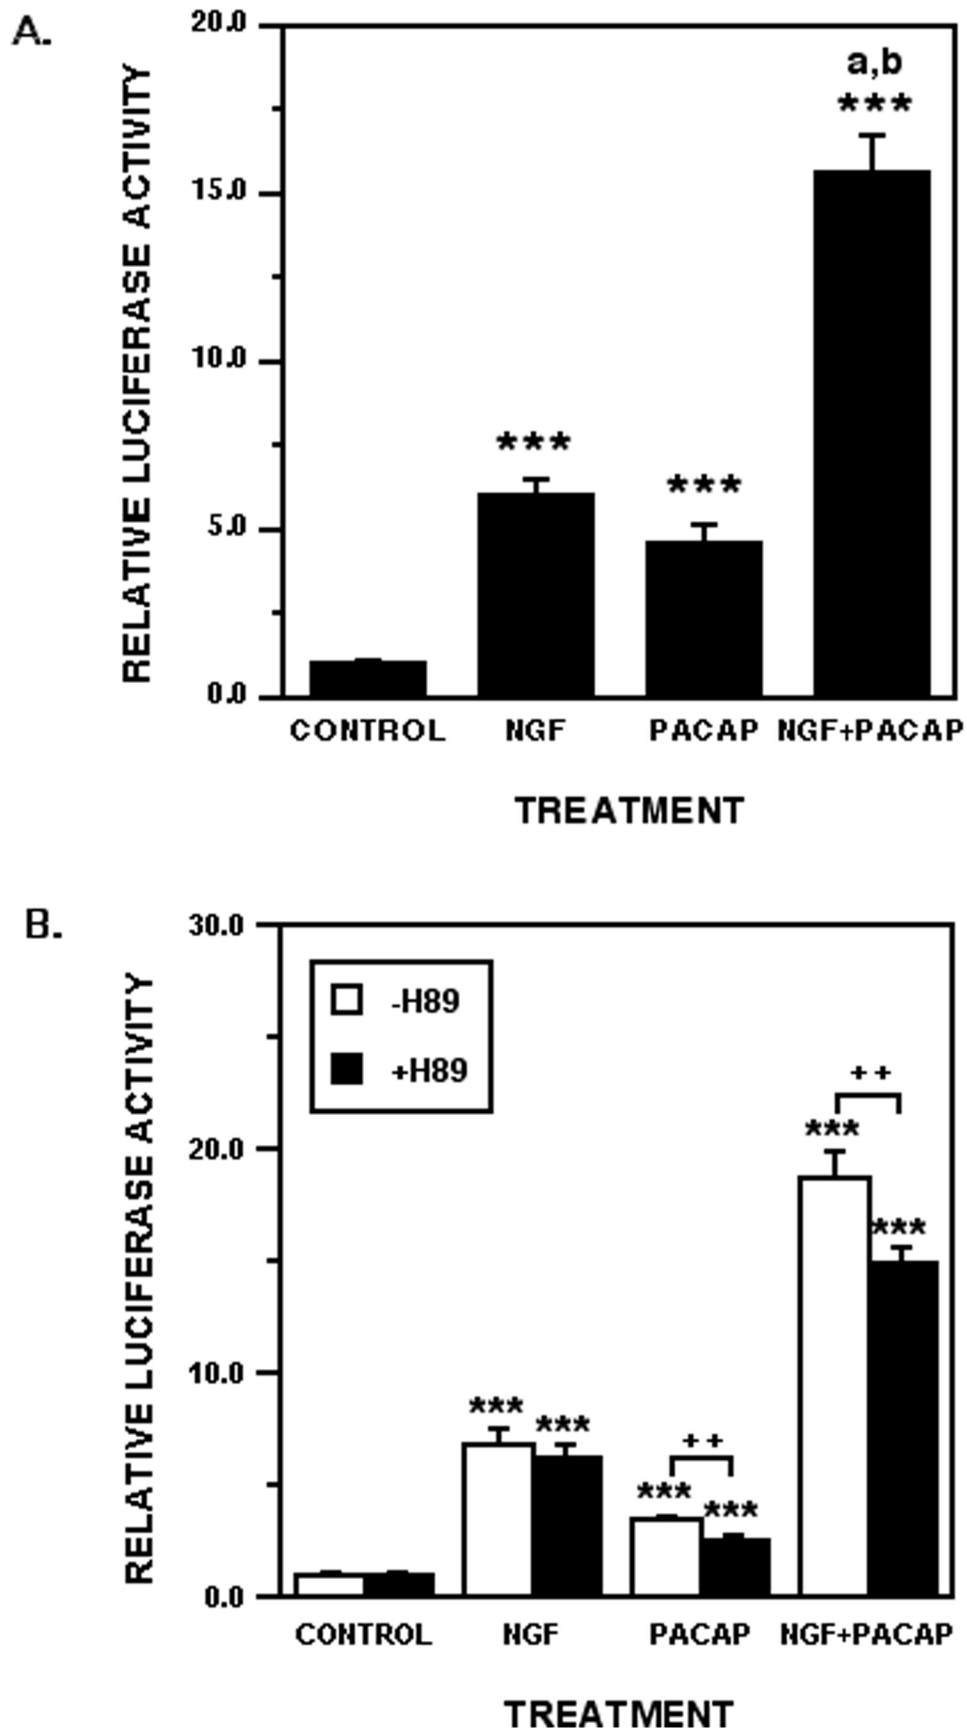 A.
RELATIVE LUCIFERASE ACTIVITY
20.0
15.0
10.0
5.0
0.0
a,b
***
***
***
CONTROL NGF PACAP NGF+PACAP
TREATMENT
B.
RELATIVE LUCIFERASE ACTIVITY
30.0
20.0
10.0
0.0
-H89
+H89
++
***
***
***
***
++
***
***
CONTROL NGF PACAP NGF+PACAP
TREATMENT